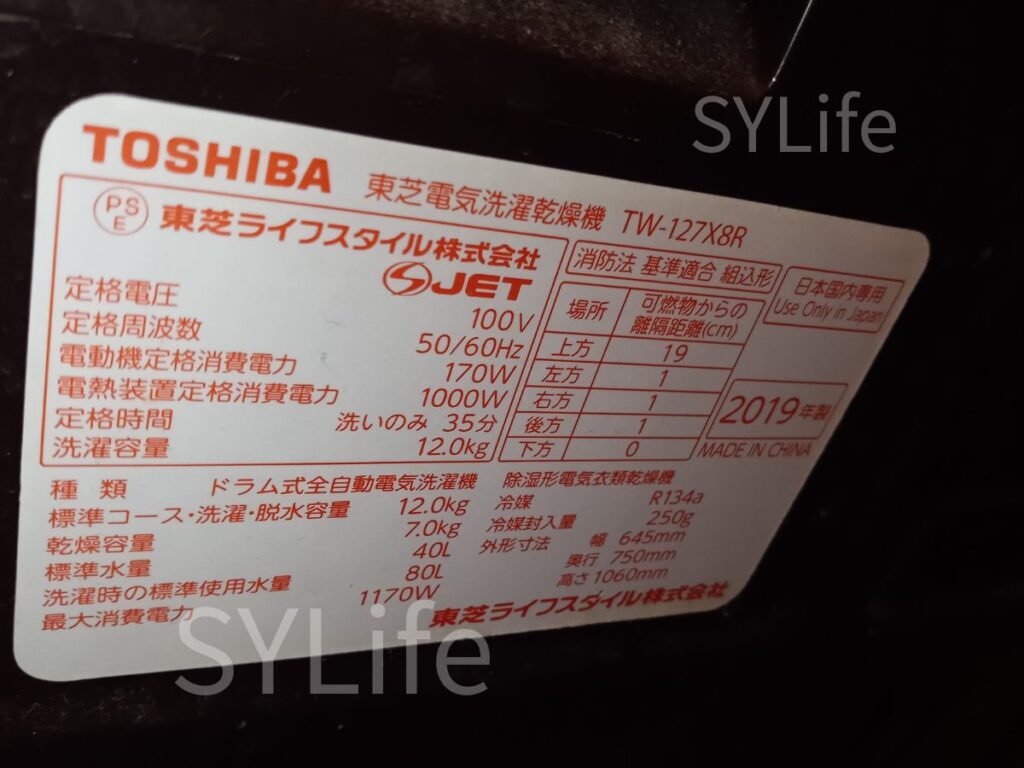 SYLife
TOSHIBA 東芝電気洗濯乾燥機 TW-127X8R
PS E 東芝ライフスタイル株式会社
S JET
定格電圧 100V
定格周波数 50/60Hz
電動機定格消費電力 170W
電熱装置定格消費電力 1000W
定格時間 洗いのみ 35分
洗濯容量 12.0kg
消防法 基準適合 組込形
場所 可燃物からの離隔距離(cm)
上方 19
左方 1
右方 1
後方 1
下方 0
日本国内専用
Use Only in Japan
2019年製
MADE IN CHINA
種類 ドラム式全自動電気洗濯機 除湿形電気衣類乾燥機
標準コース・洗濯・脱水容量 12.0kg
乾燥容量 7.0kg
標準水量 40L
洗濯時の標準使用水量 80L
最大消費電力 1170W
冷媒 R134a
冷媒封入量 250g
外形寸法 幅 645mm
奥行 750mm
高さ 1060mm
東芝ライフスタイル株式会社
SYLife